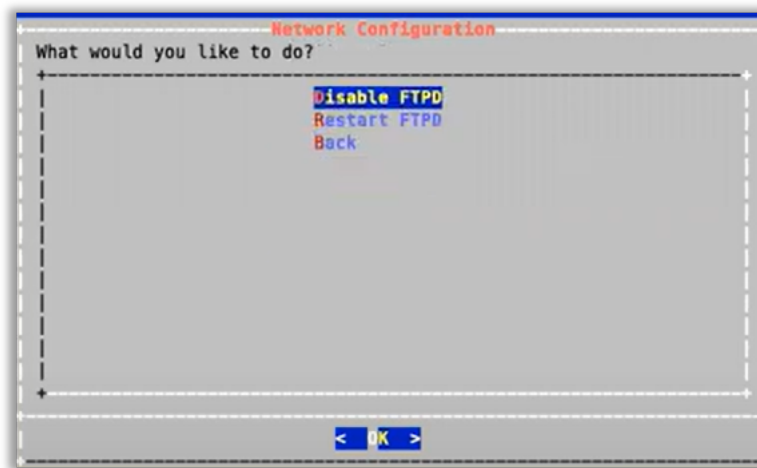 Network Configuration
What would you like to do?
Disable FTPD
Restart FTPD
Back
< OK >